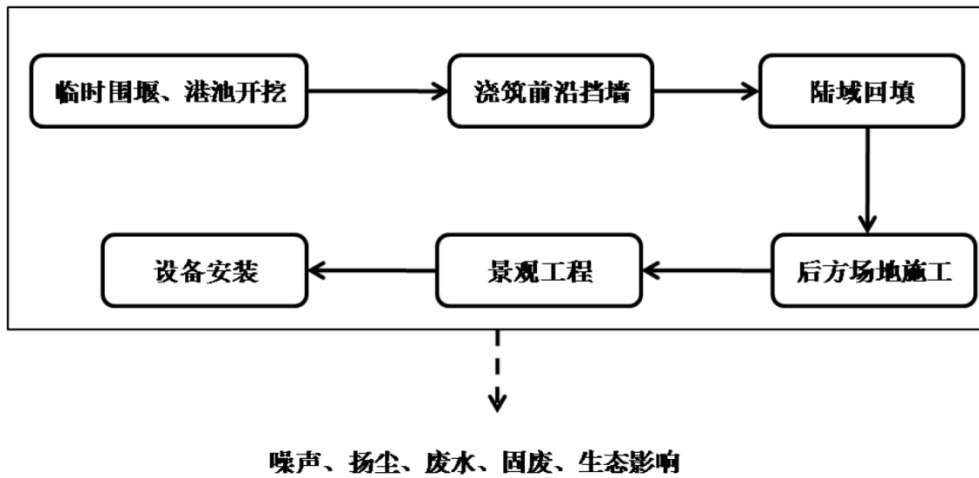 临时围堰、港池开挖
浇筑前沿挡墙
陆域回填
后方场地施工
景观工程
设备安装
噪声、扬尘、废水、固废、生态影响